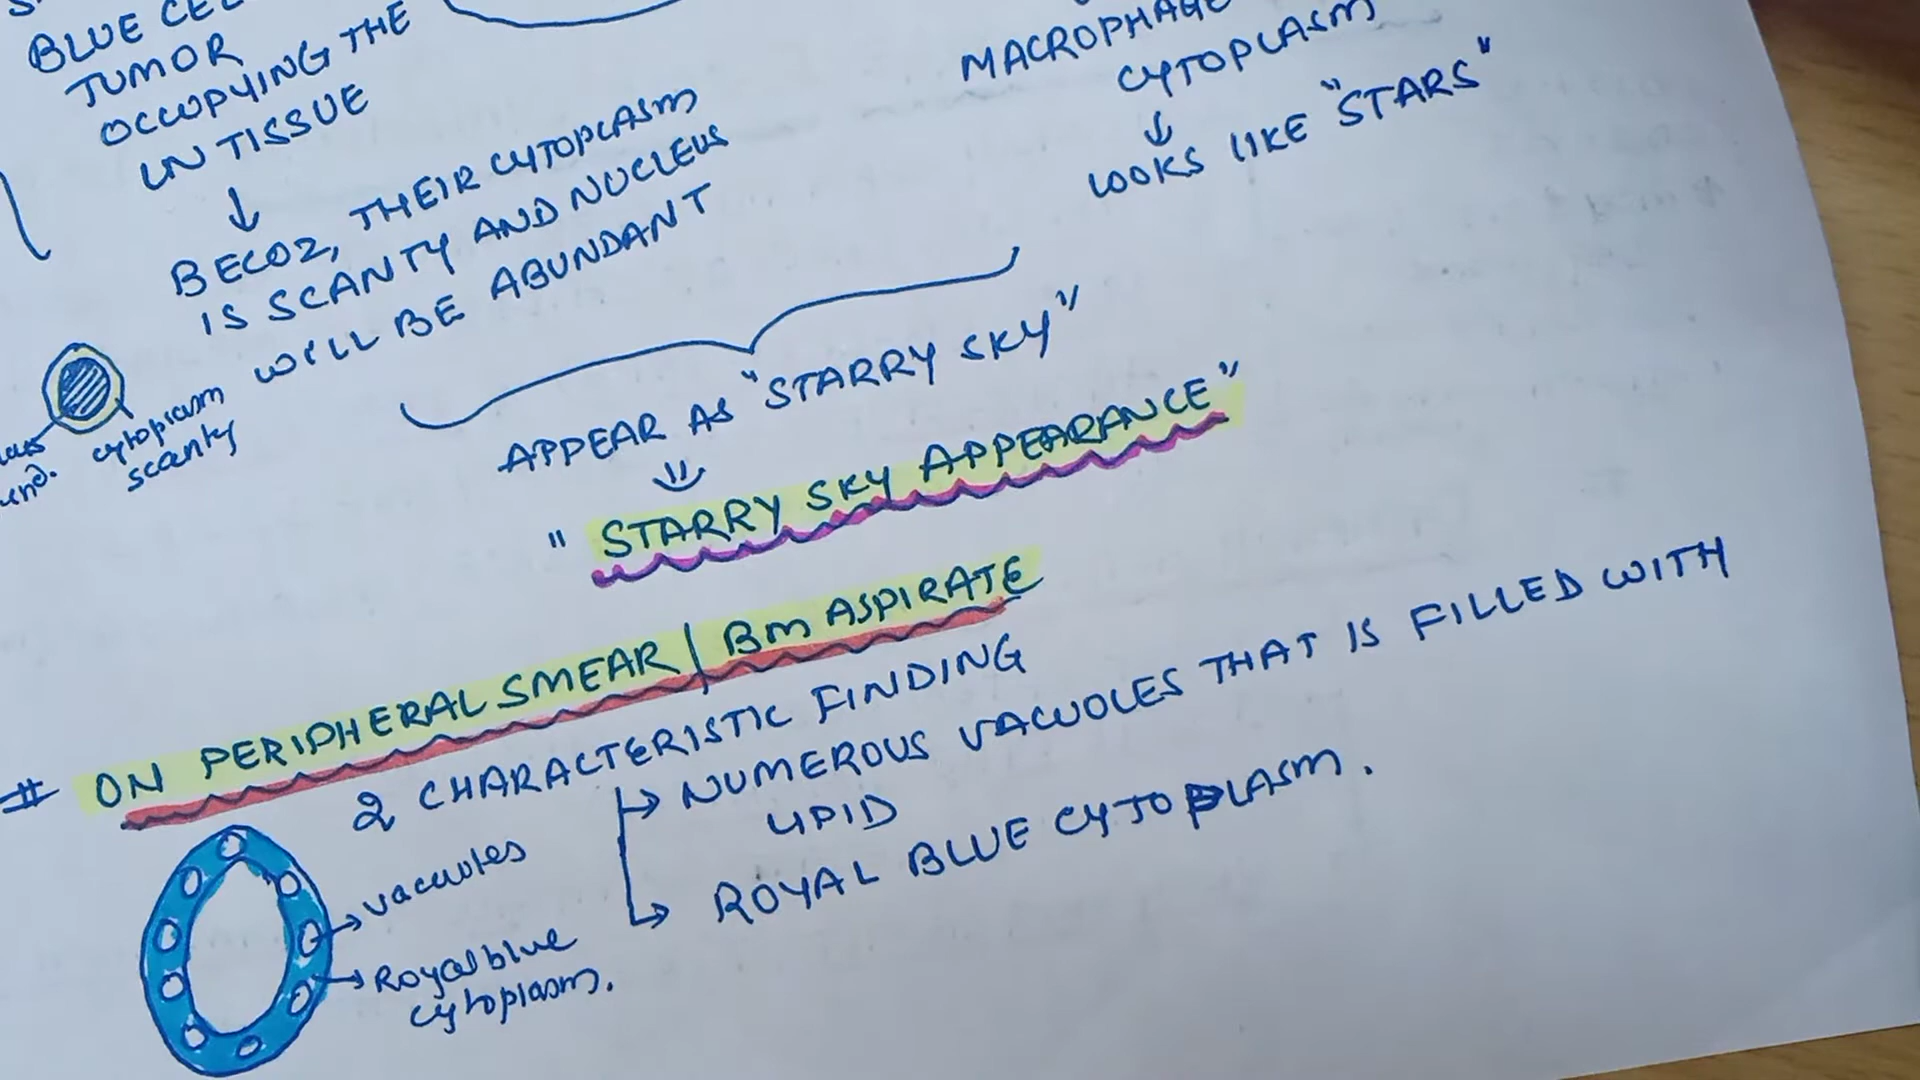 BLUE CEL
TUMOR
OCCUPYING THE
UN TISSUE
↓
BECOZ, THEIR CYTOPLASM
IS SCANTY AND NUCLEUS
WILL BE ABUNDANT
cytoplasm
scanty
MACROPHAGE
CYTOPLASM
↓
LOOKS LIKE "STARS"
APPEAR AS "STARRY SKY"
"STARRY SKY APPEARANCE"
# ON PERIPHERAL SMEAR | BM ASPIRATE
2 CHARACTERISTIC FINDING
→ NUMEROUS VACUOLES THAT IS FILLED WITH
LIPID
→ ROYAL BLUE CYTOPLASM.
→ vacuoles
→ Royal blue
cytoplasm.